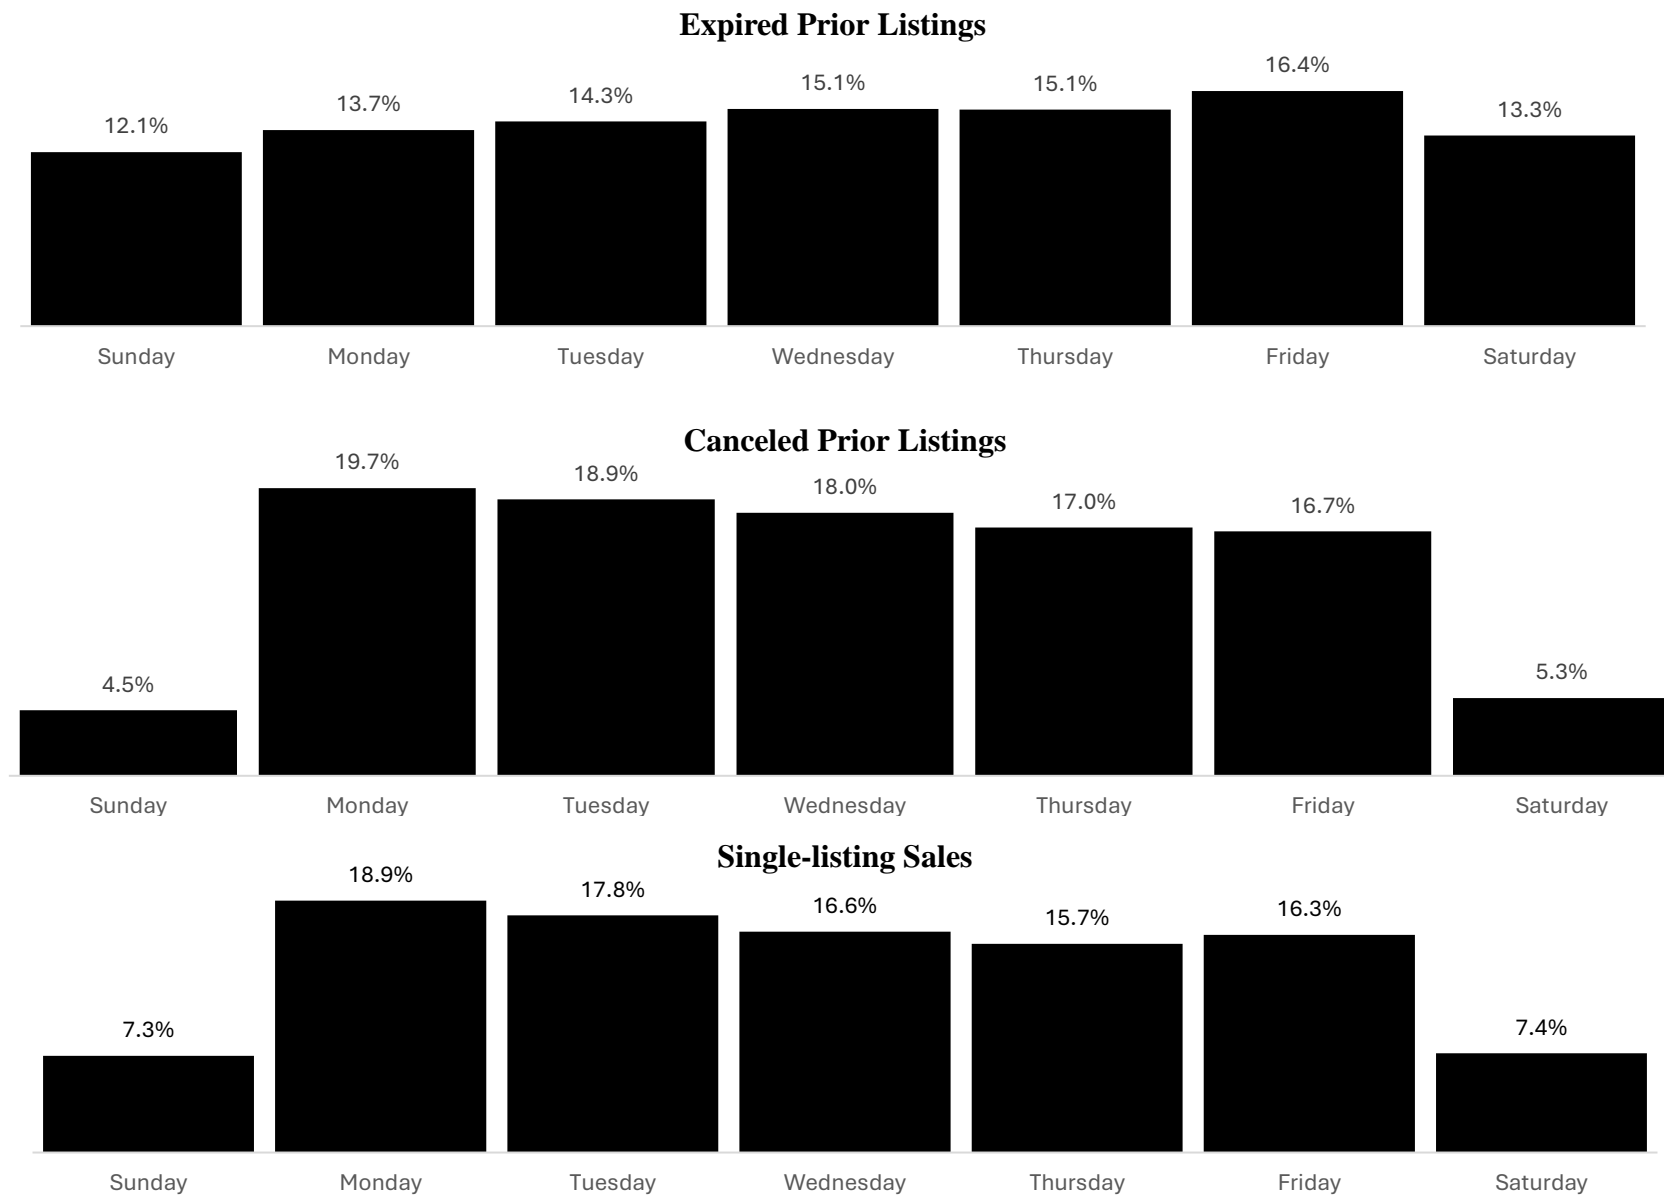 Expired Prior Listings
12.1% 13.7% 14.3% 15.1% 15.1% 16.4% 13.3%
Sunday Monday Tuesday Wednesday Thursday Friday Saturday
Canceled Prior Listings
4.5% 19.7% 18.9% 18.0% 17.0% 16.7% 5.3%
Sunday Monday Tuesday Wednesday Thursday Friday Saturday
Single-listing Sales
7.3% 18.9% 17.8% 16.6% 15.7% 16.3% 7.4%
Sunday Monday Tuesday Wednesday Thursday Friday Saturday